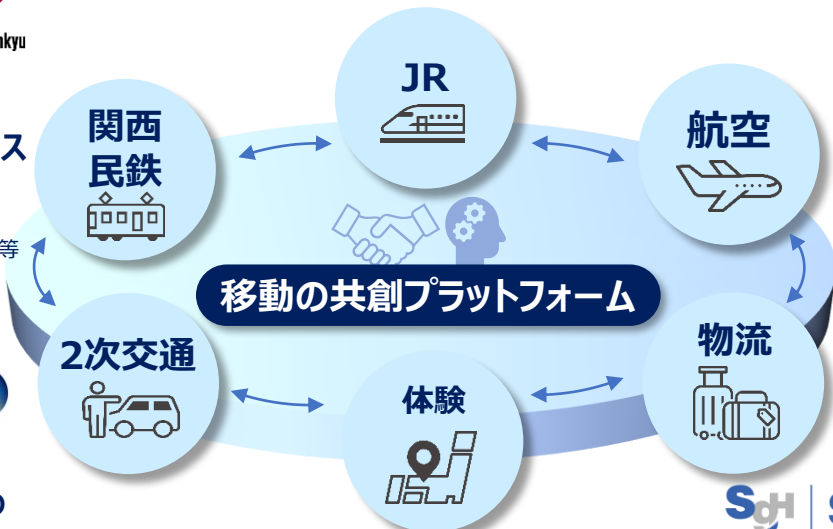 nkyu
JR
関西
民鉄
航空
ス
等
移動の共創プラットフォーム
2次交通
物流
体験
の
SgH